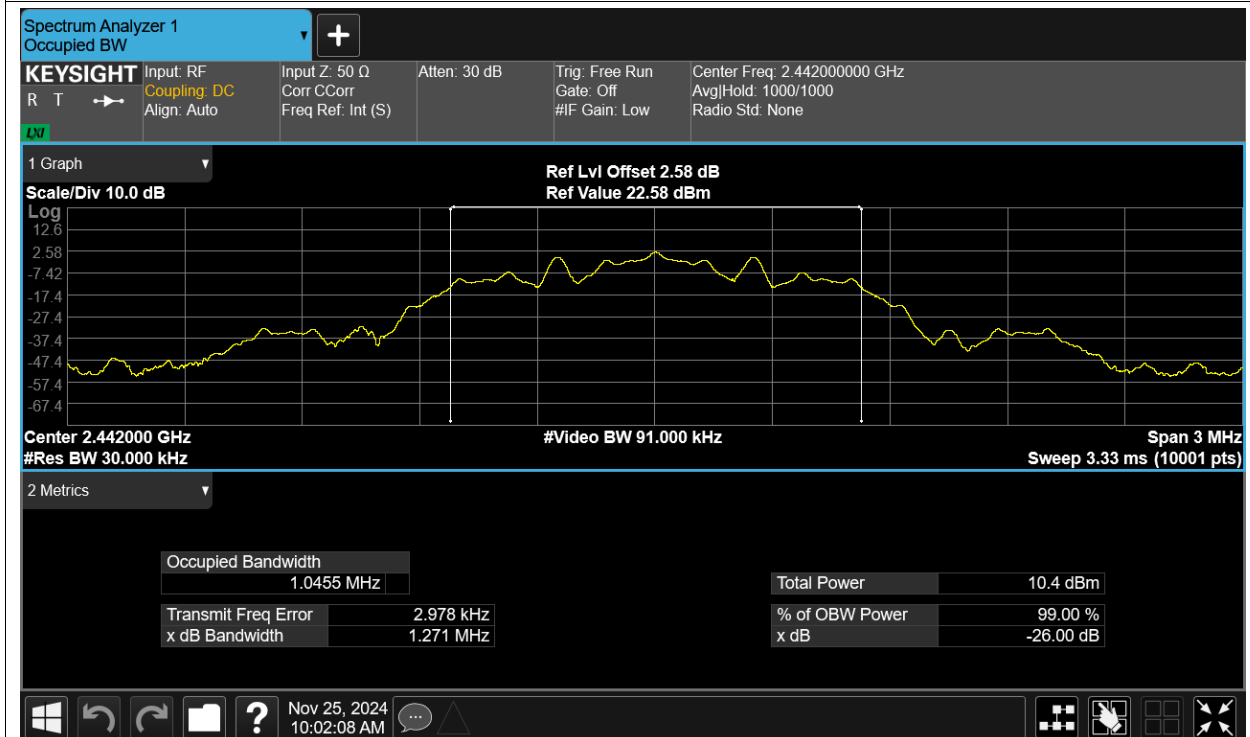 Spectrum Analyzer 1
Occupied BW
+
KEYSIGHT
R T
LXI
Input: RF
Coupling: DC
Align: Auto
Input Z: 50 Ω
Corr CCorr
Freq Ref: Int (S)
Atten: 30 dB
Trig: Free Run
Gate: Off
#IF Gain: Low
Center Freq: 2.442000000 GHz
Avg|Hold: 1000/1000
Radio Std: None
1 Graph
Scale/Div 10.0 dB
Ref Lvl Offset 2.58 dB
Ref Value 22.58 dBm
Log
12.6
2.58
-7.42
-17.4
-27.4
-37.4
-47.4
-57.4
-67.4
Center 2.442000 GHz
#Res BW 30.000 kHz
#Video BW 91.000 kHz
Span 3 MHz
Sweep 3.33 ms (10001 pts)
2 Metrics
Occupied Bandwidth
1.0455 MHz
Transmit Freq Error 2.978 kHz
x dB Bandwidth 1.271 MHz
Total Power 10.4 dBm
% of OBW Power 99.00 %
x dB -26.00 dB
?
Nov 25, 2024
10:02:08 AM